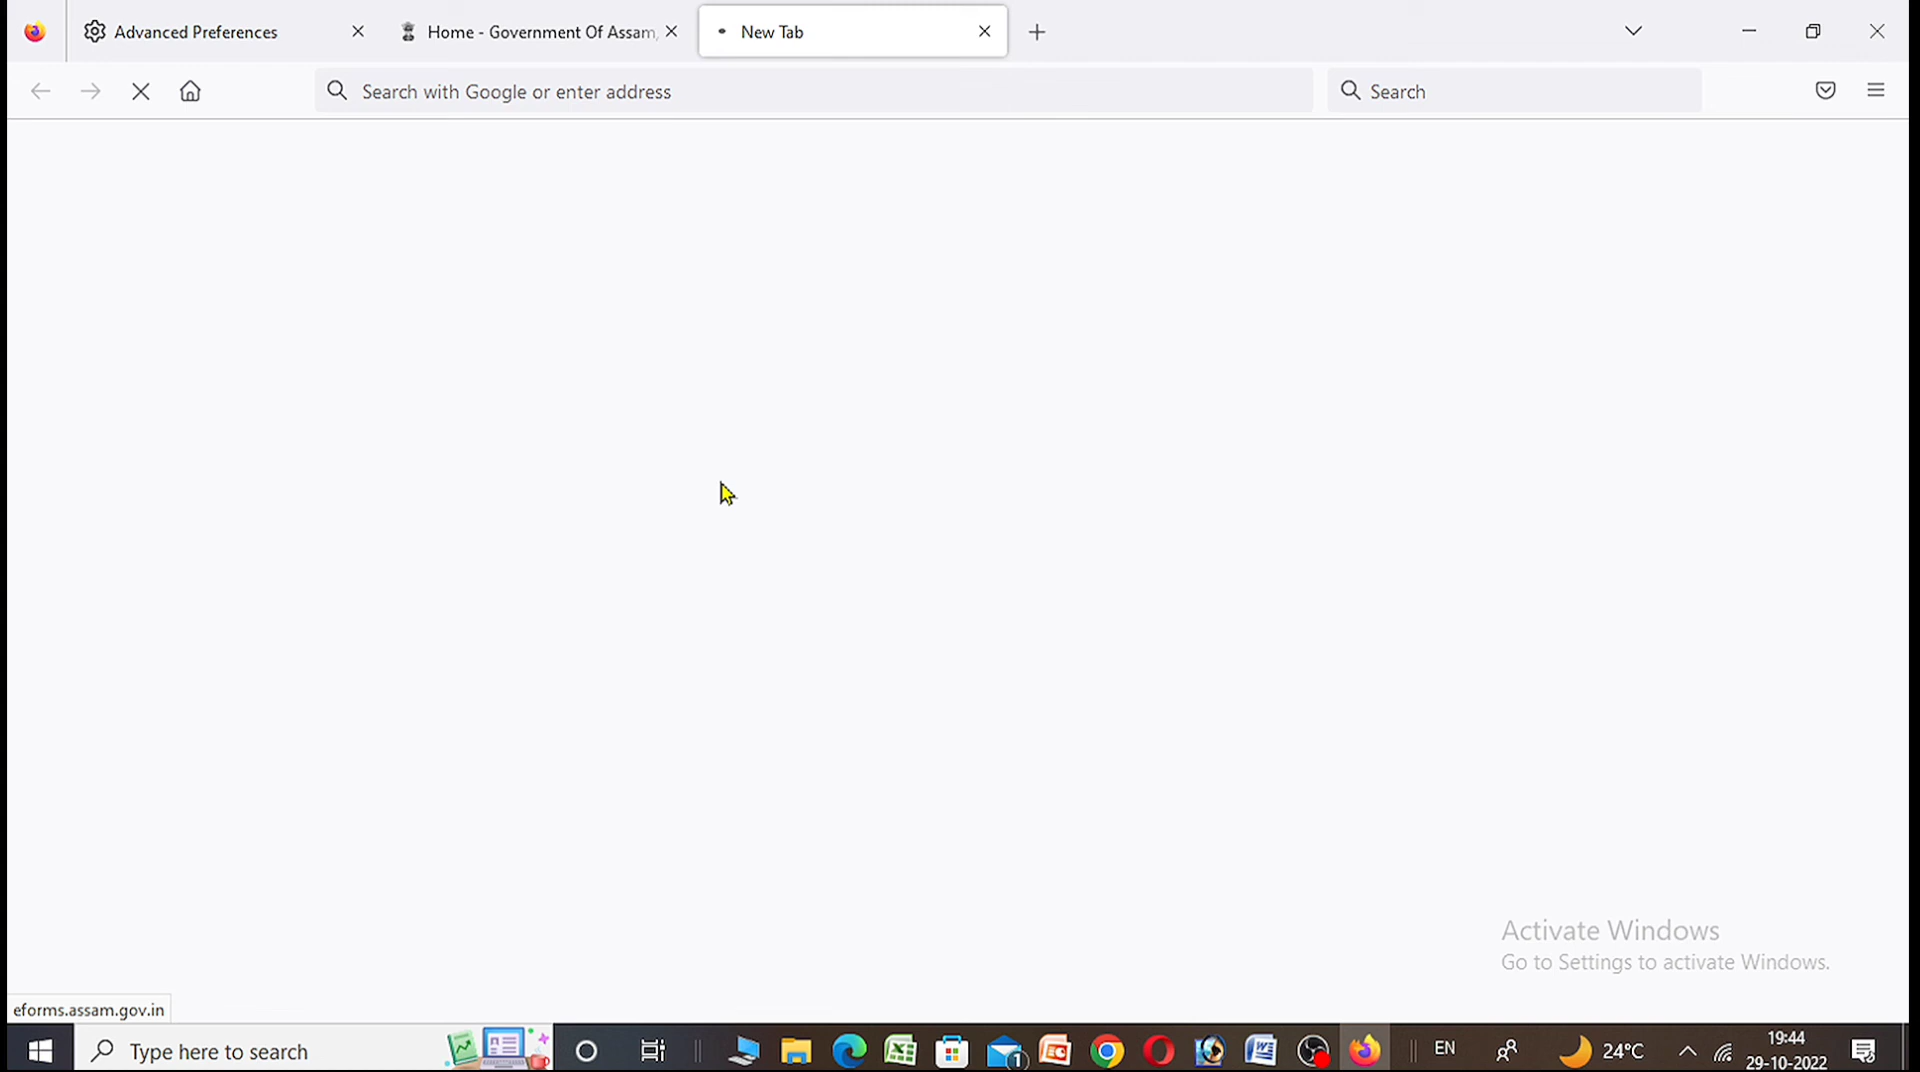 Advanced Preferences
Home - Government Of Assam,
New Tab
Search with Google or enter address
Search
Activate Windows
Go to Settings to activate Windows.
eforms.assam.gov.in
Type here to search
1
EN
24°C
19:44
29-10-2022